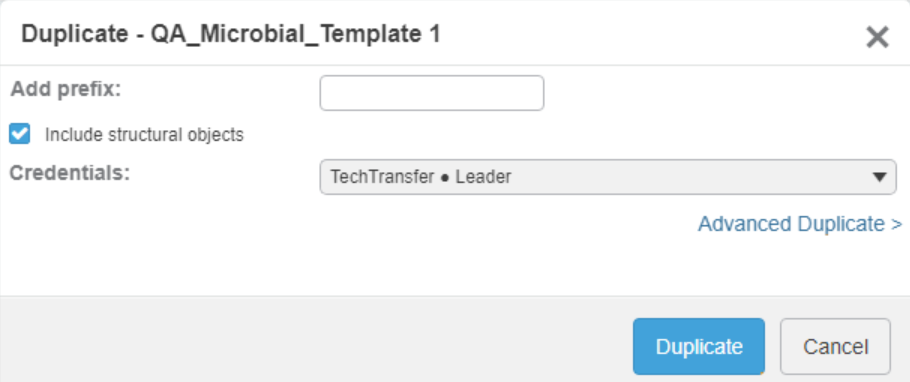 Duplicate - QA_Microbial_Template 1
Add prefix:
Include structural objects
Credentials:
TechTransfer ● Leader
Advanced Duplicate >
Duplicate
Cancel